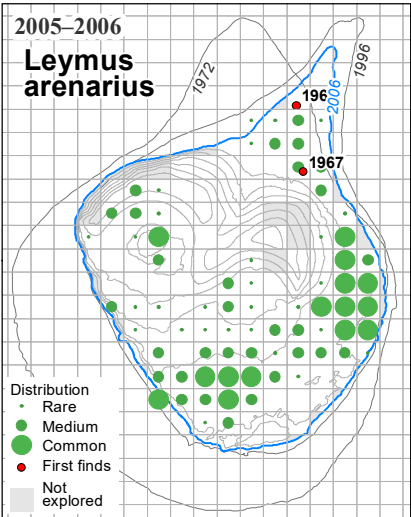 2005–2006
Leymus
arenarius
1972
1996
2006
196
1967
Distribution
Rare
Medium
Common
First finds
Not
explored